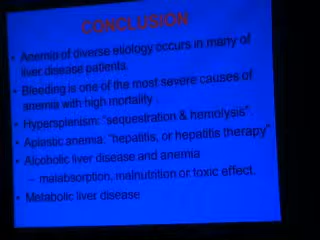 CONCLUSION
• Anemia of diverse etiology occurs in many of
liver disease patients.
• Bleeding is one of the most severe causes of
anemia with high mortality .
• Hypersplenism: "sequestration & hemolysis".
• Aplastic anemia: "hepatitis, or hepatitis therapy"
• Alcoholic liver disease and anemia
– malabsorption, malnutrition or toxic effect.
• Metabolic liver disease